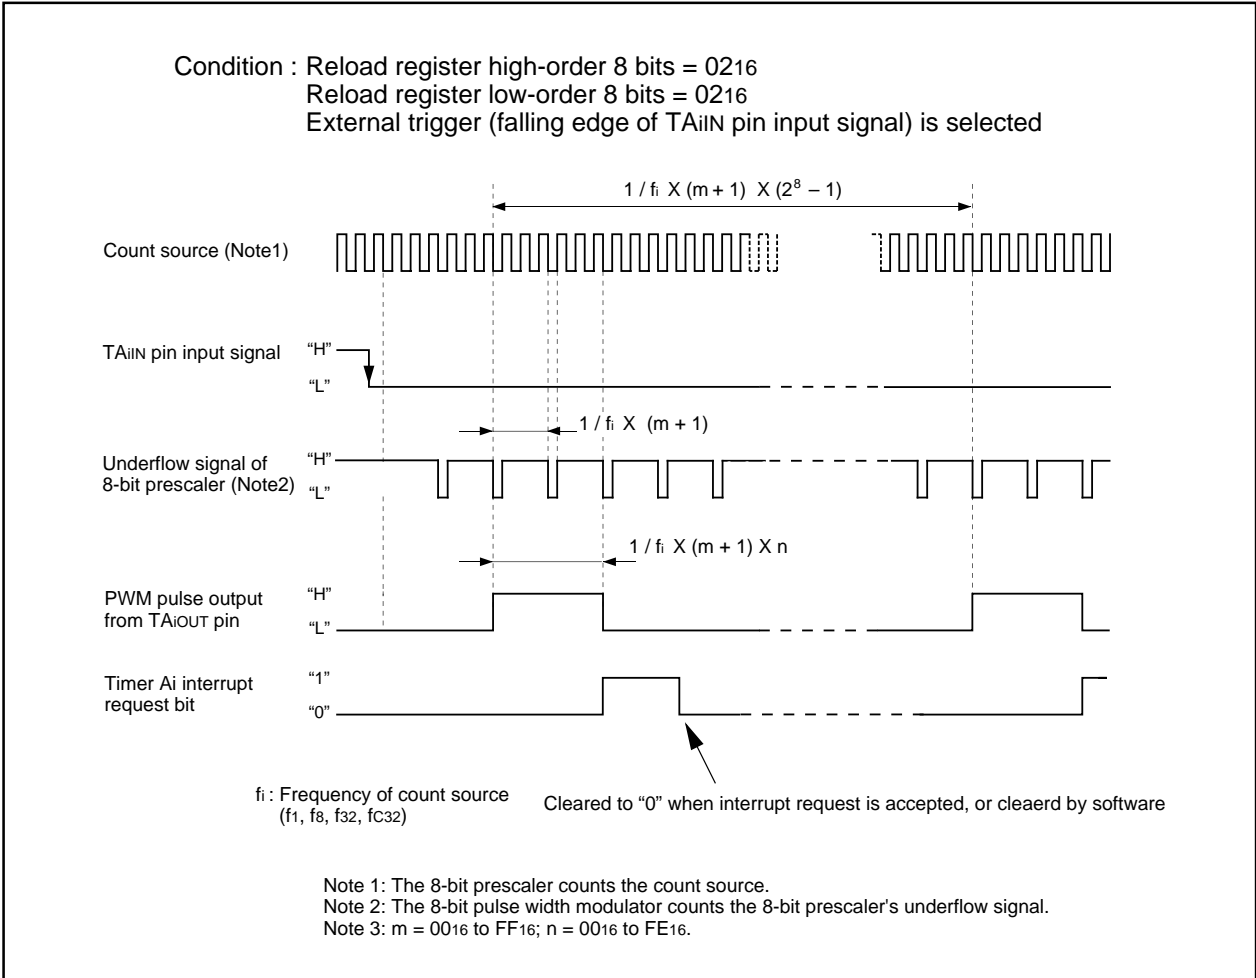 Condition : Reload register high-order 8 bits = 0216
Reload register low-order 8 bits = 0216
External trigger (falling edge of TAiIN pin input signal) is selected
1 / fi X (m + 1) X (2⁸ – 1)
Count source (Note1)
TAiIN pin input signal
“H”
“L”
1 / fi X (m + 1)
Underflow signal of
8-bit prescaler (Note2)
“H”
“L”
1 / fi X (m + 1) X n
PWM pulse output
from TAiOUT pin
“H”
“L”
Timer Ai interrupt
request bit
“1”
“0”
fi : Frequency of count source
(f1, f8, f32, fC32)
Cleared to “0” when interrupt request is accepted, or cleaerd by software
Note 1: The 8-bit prescaler counts the count source.
Note 2: The 8-bit pulse width modulator counts the 8-bit prescaler's underflow signal.
Note 3: m = 0016 to FF16; n = 0016 to FE16.